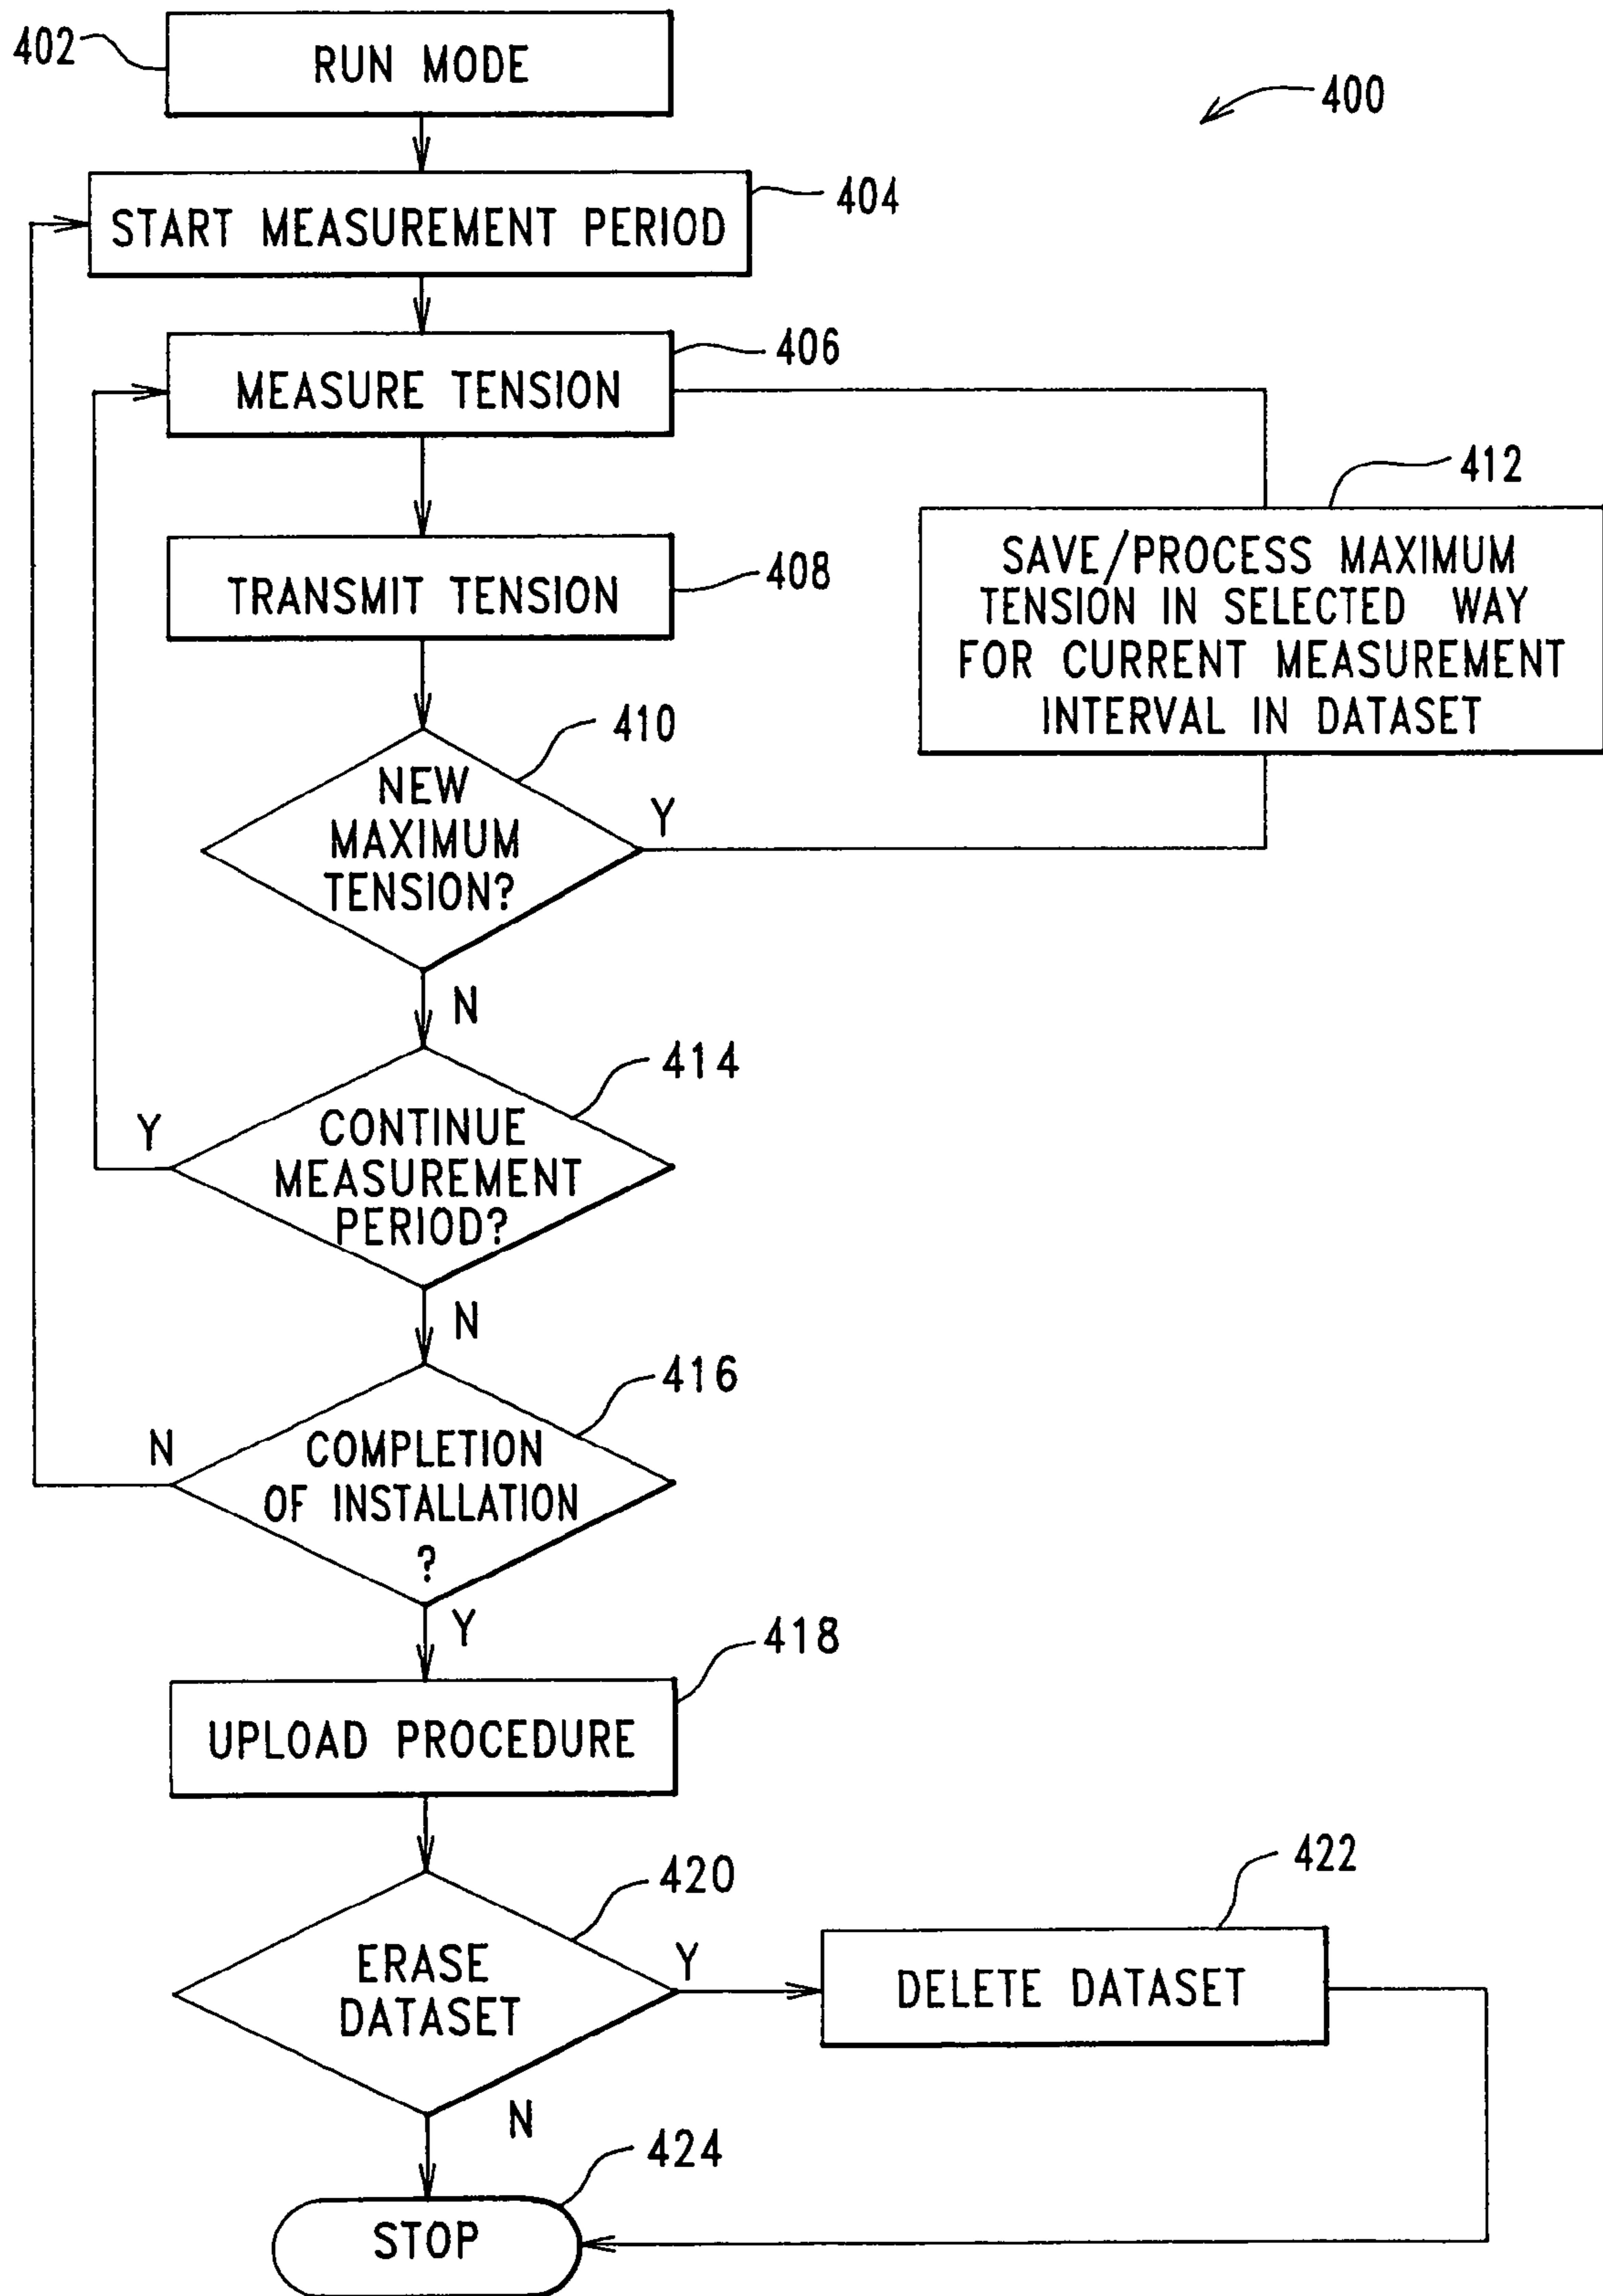 402
RUN MODE
400
404
START MEASUREMENT PERIOD
406
MEASURE TENSION
412
SAVE/PROCESS MAXIMUM
TENSION IN SELECTED WAY
FOR CURRENT MEASUREMENT
INTERVAL IN DATASET
408
TRANSMIT TENSION
410
NEW
MAXIMUM
TENSION?
Y
N
414
CONTINUE
MEASUREMENT
PERIOD?
Y
N
416
COMPLETION
OF INSTALLATION
?
N
Y
418
UPLOAD PROCEDURE
420
ERASE
DATASET
Y
422
DELETE DATASET
N
424
STOP